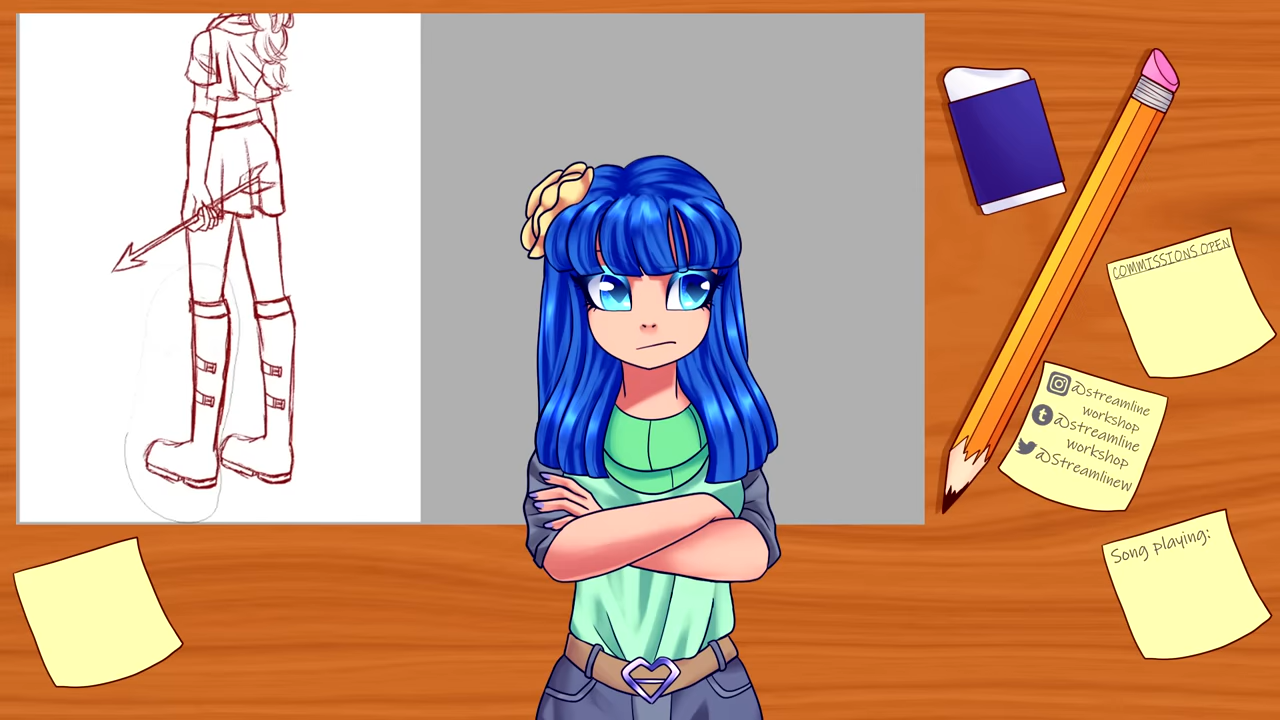 COMMISSIONS OPEN
@streamline
workshop
@streamline
workshop
@Streamlinew
Song playing: